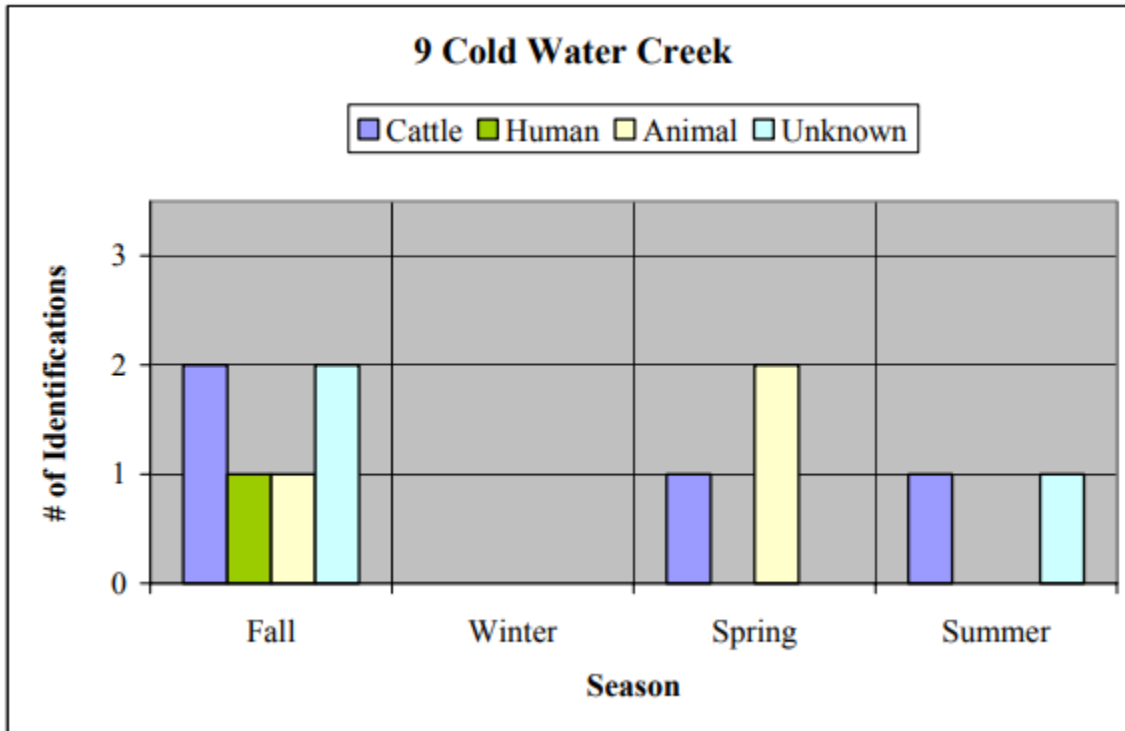 9 Cold Water Creek
Cattle Human Animal Unknown
# of Identifications
3
2
1
0
Fall Winter Spring Summer
Season